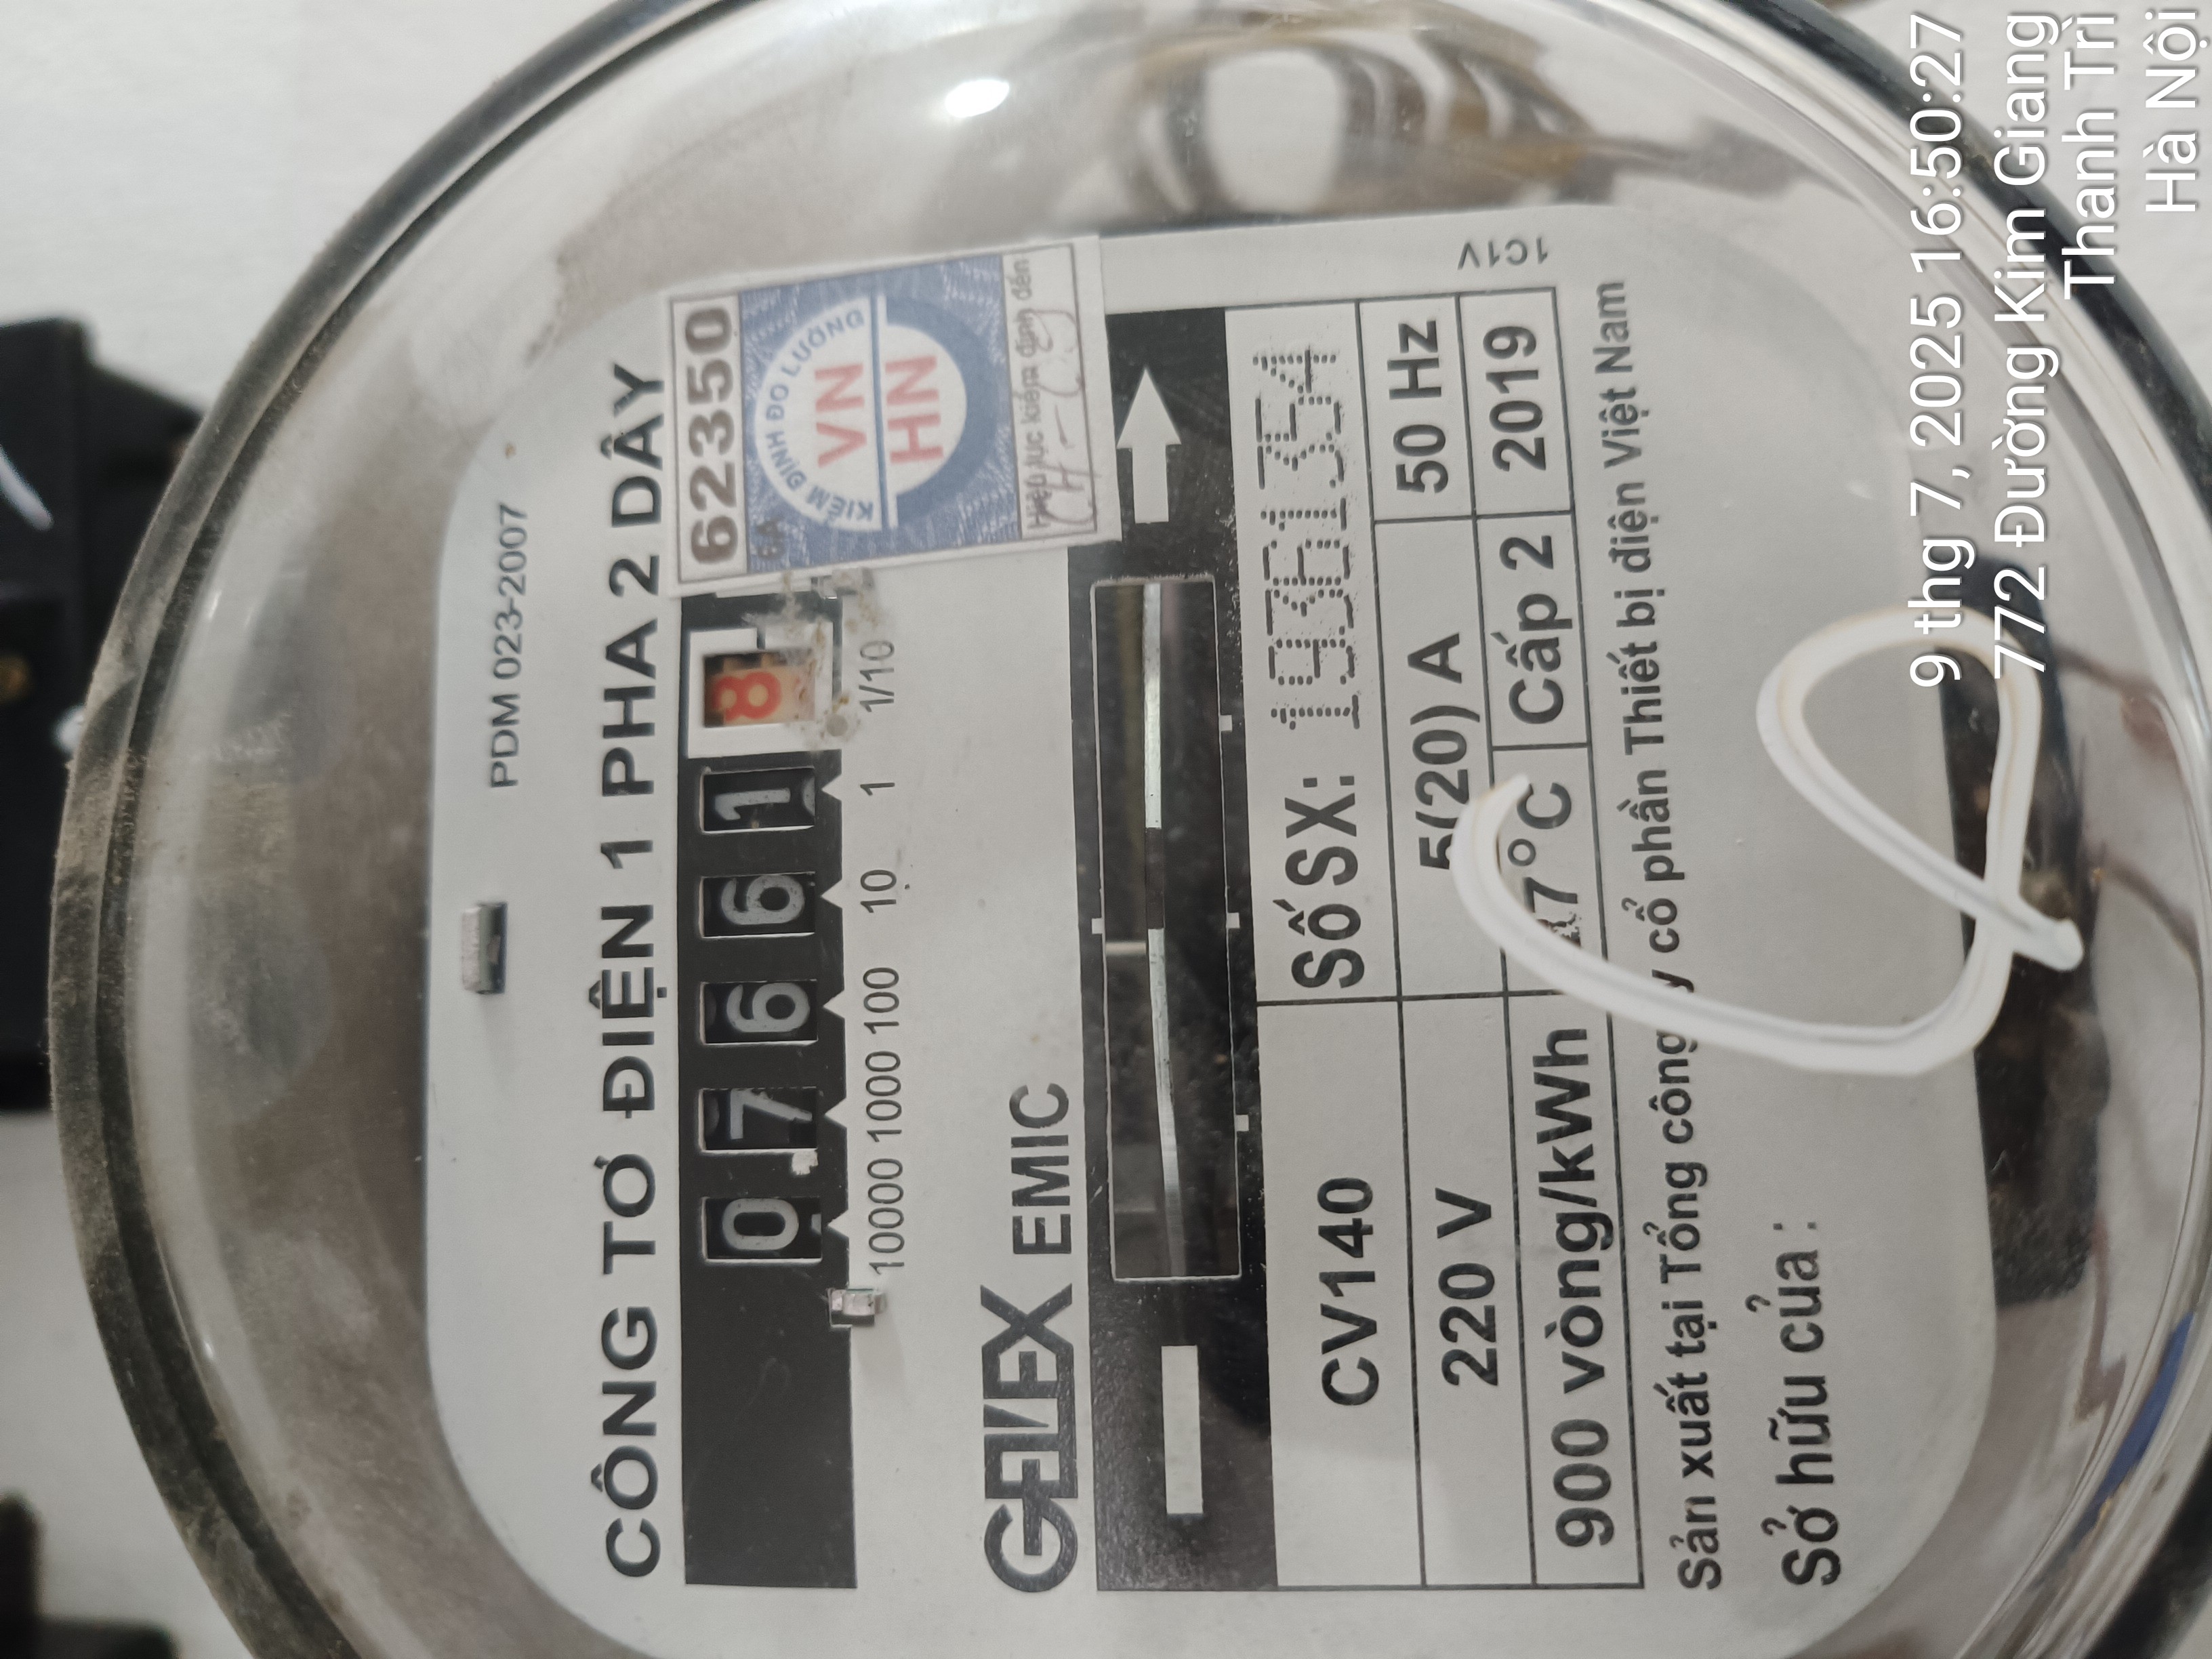 PDM 023-2007
CÔNG TƠ ĐIỆN 1 PHA 2 DÂY
62350
0 7 6 6 1 8
10000 1000 100 10 1 1/10
KIỂM ĐỊNH ĐO LƯỜNG
VN
HN
Hiệu lực kiểm định đến
GELEX EMIC
Số SX: 19361354
CV140
220 V 5(20) A 50 Hz
900 vòng/kWh 27°C Cấp 2 2019
1C1V
Sản xuất tại Tổng công ty cổ phần Thiết bị điện Việt Nam
Sở hữu của :
9 thg 7, 2025 16:50:27
772 Đường Kim Giang
Thanh Trì
Hà Nội